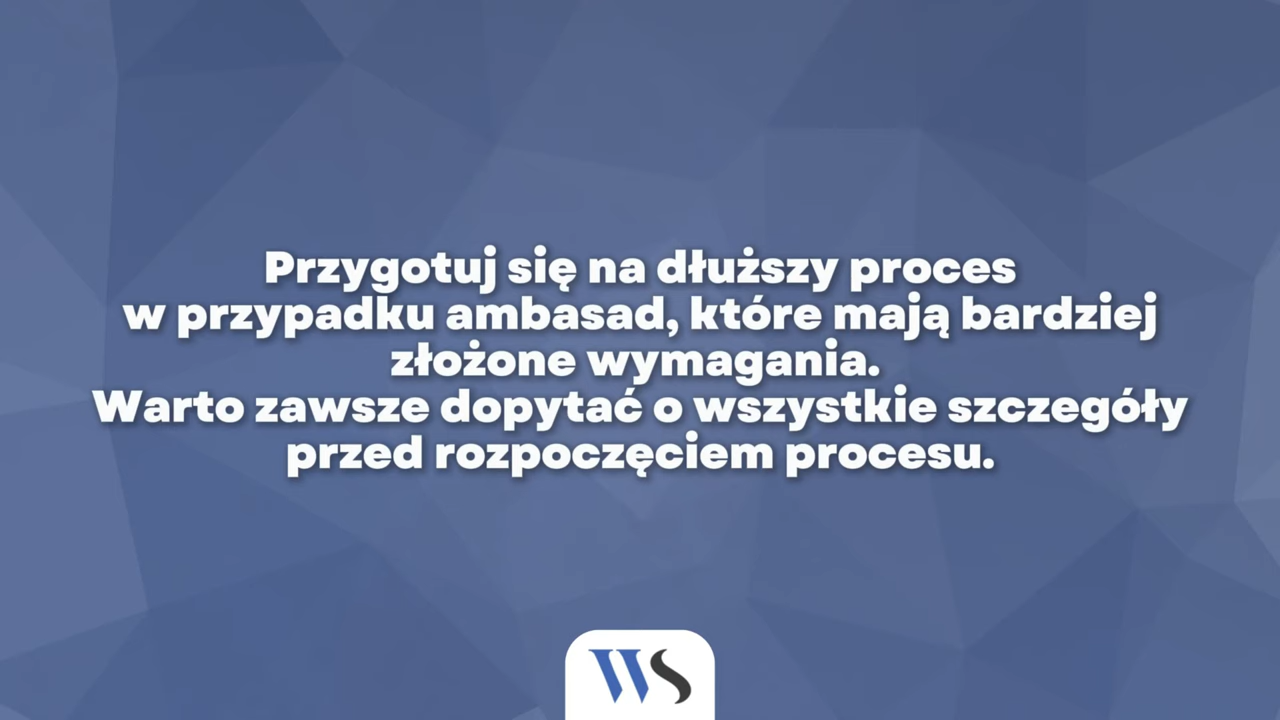 Przygotuj się na dłuższy proces
w przypadku ambasad, które mają bardziej
złożone wymagania.
Warto zawsze dopytać o wszystkie szczegóły
przed rozpoczęciem procesu.
WS